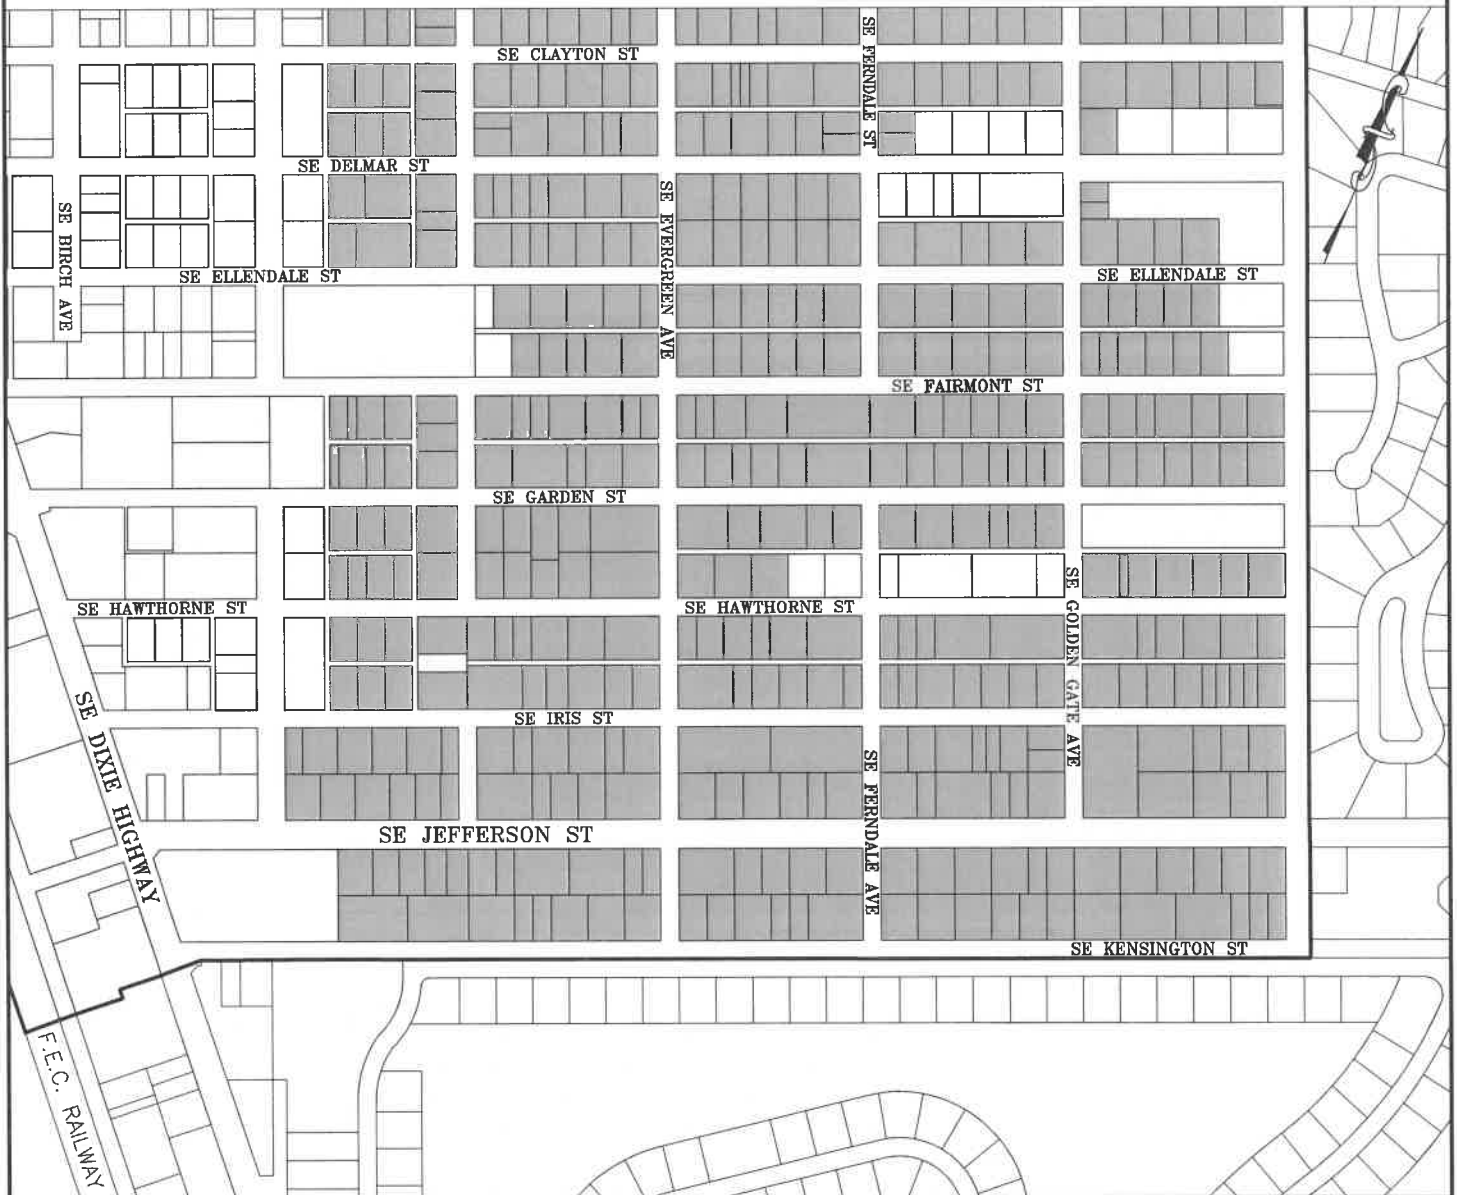 SE CLAYTON ST
SE FERNDALE ST
SE DELMAR ST
SE BIRCH AVE
SE EVERGREEN AVE
SE ELLENDALE ST
SE ELLENDALE ST
SE FAIRMONT ST
SE GARDEN ST
SE HAWTHORNE ST
SE HAWTHORNE ST
SE GOLDEN GATE AVE
SE DIXIE HIGHWAY
SE IRIS ST
SE FERNDALE AVE
SE JEFFERSON ST
SE KENSINGTON ST
F.E.C. RAILWAY